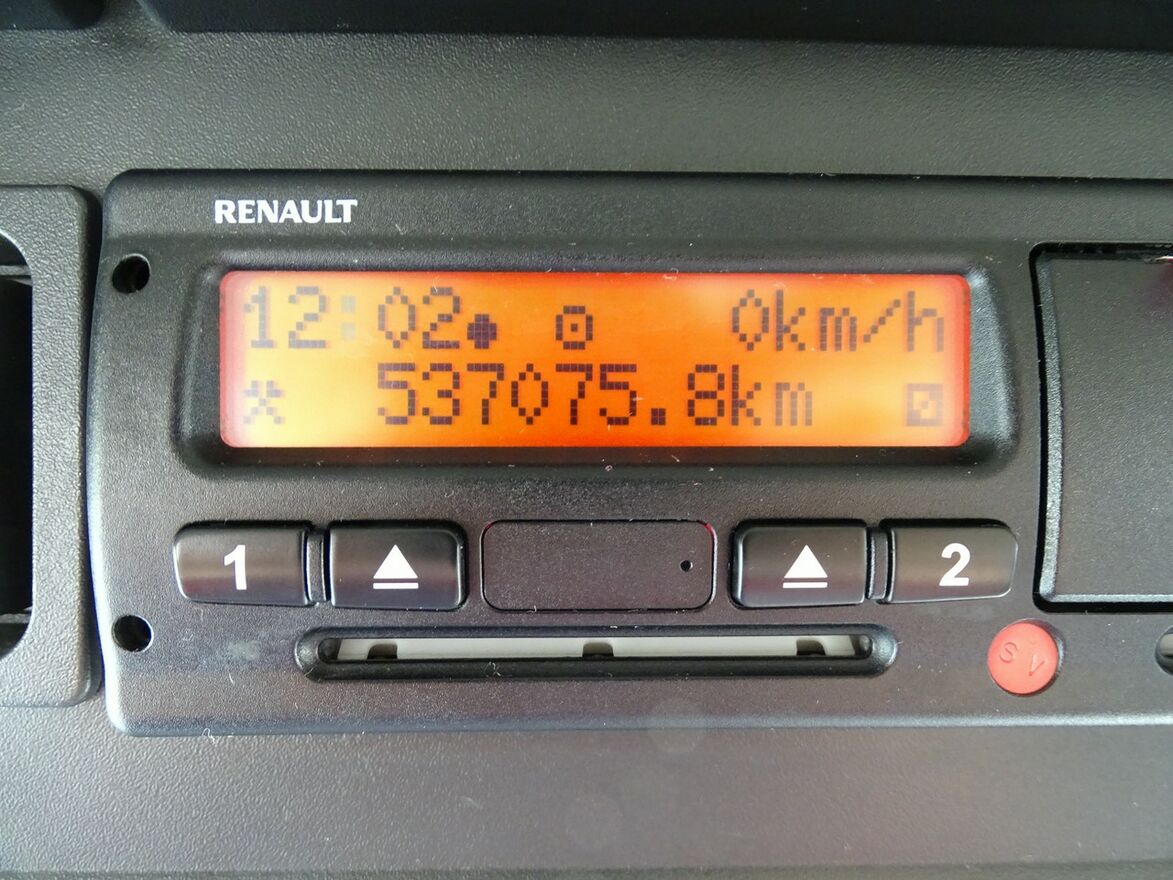 RENAULT
12:02● ⊙ 0km/h
⚒ 537075.8km ⍁
1 ⏏ ⏏ 2
SV